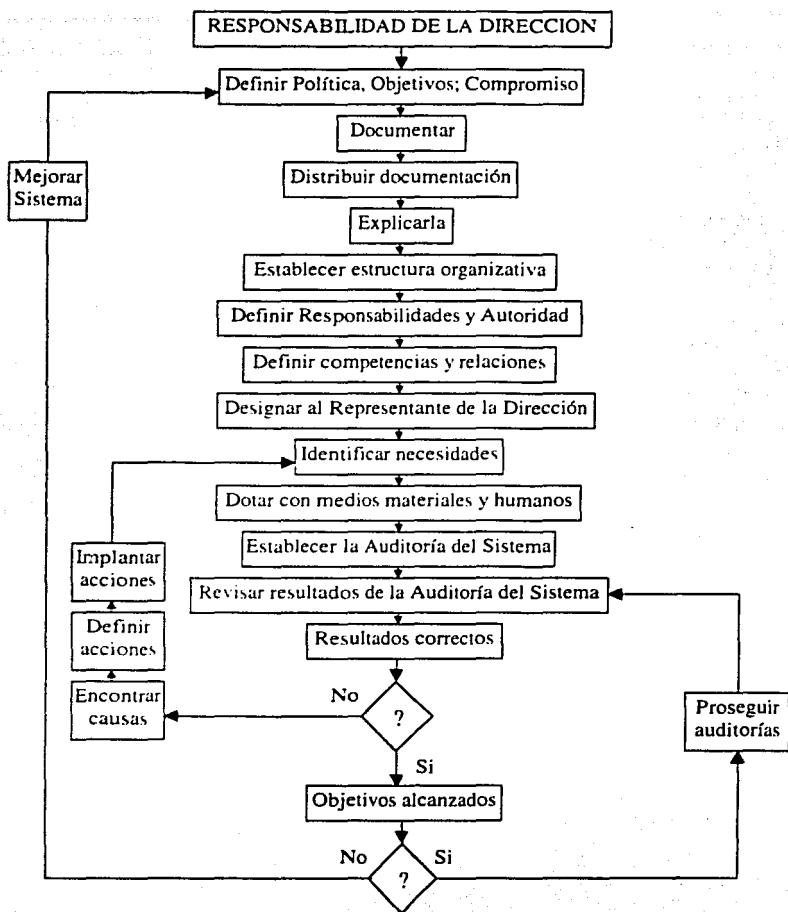 RESPONSABILIDAD DE LA DIRECCION
Definir Política, Objetivos; Compromiso
Documentar
Mejorar
Sistema
Distribuir documentación
Explicarla
Establecer estructura organizativa
Definir Responsabilidades y Autoridad
Definir competencias y relaciones
Designar al Representante de la Dirección
Identificar necesidades
Dotar con medios materiales y humanos
Establecer la Auditoría del Sistema
Implantar
acciones
Revisar resultados de la Auditoría del Sistema
Definir
acciones
Resultados correctos
Encontrar
causas
No
?
Si
Proseguir
auditorías
Objetivos alcanzados
No
?
Si